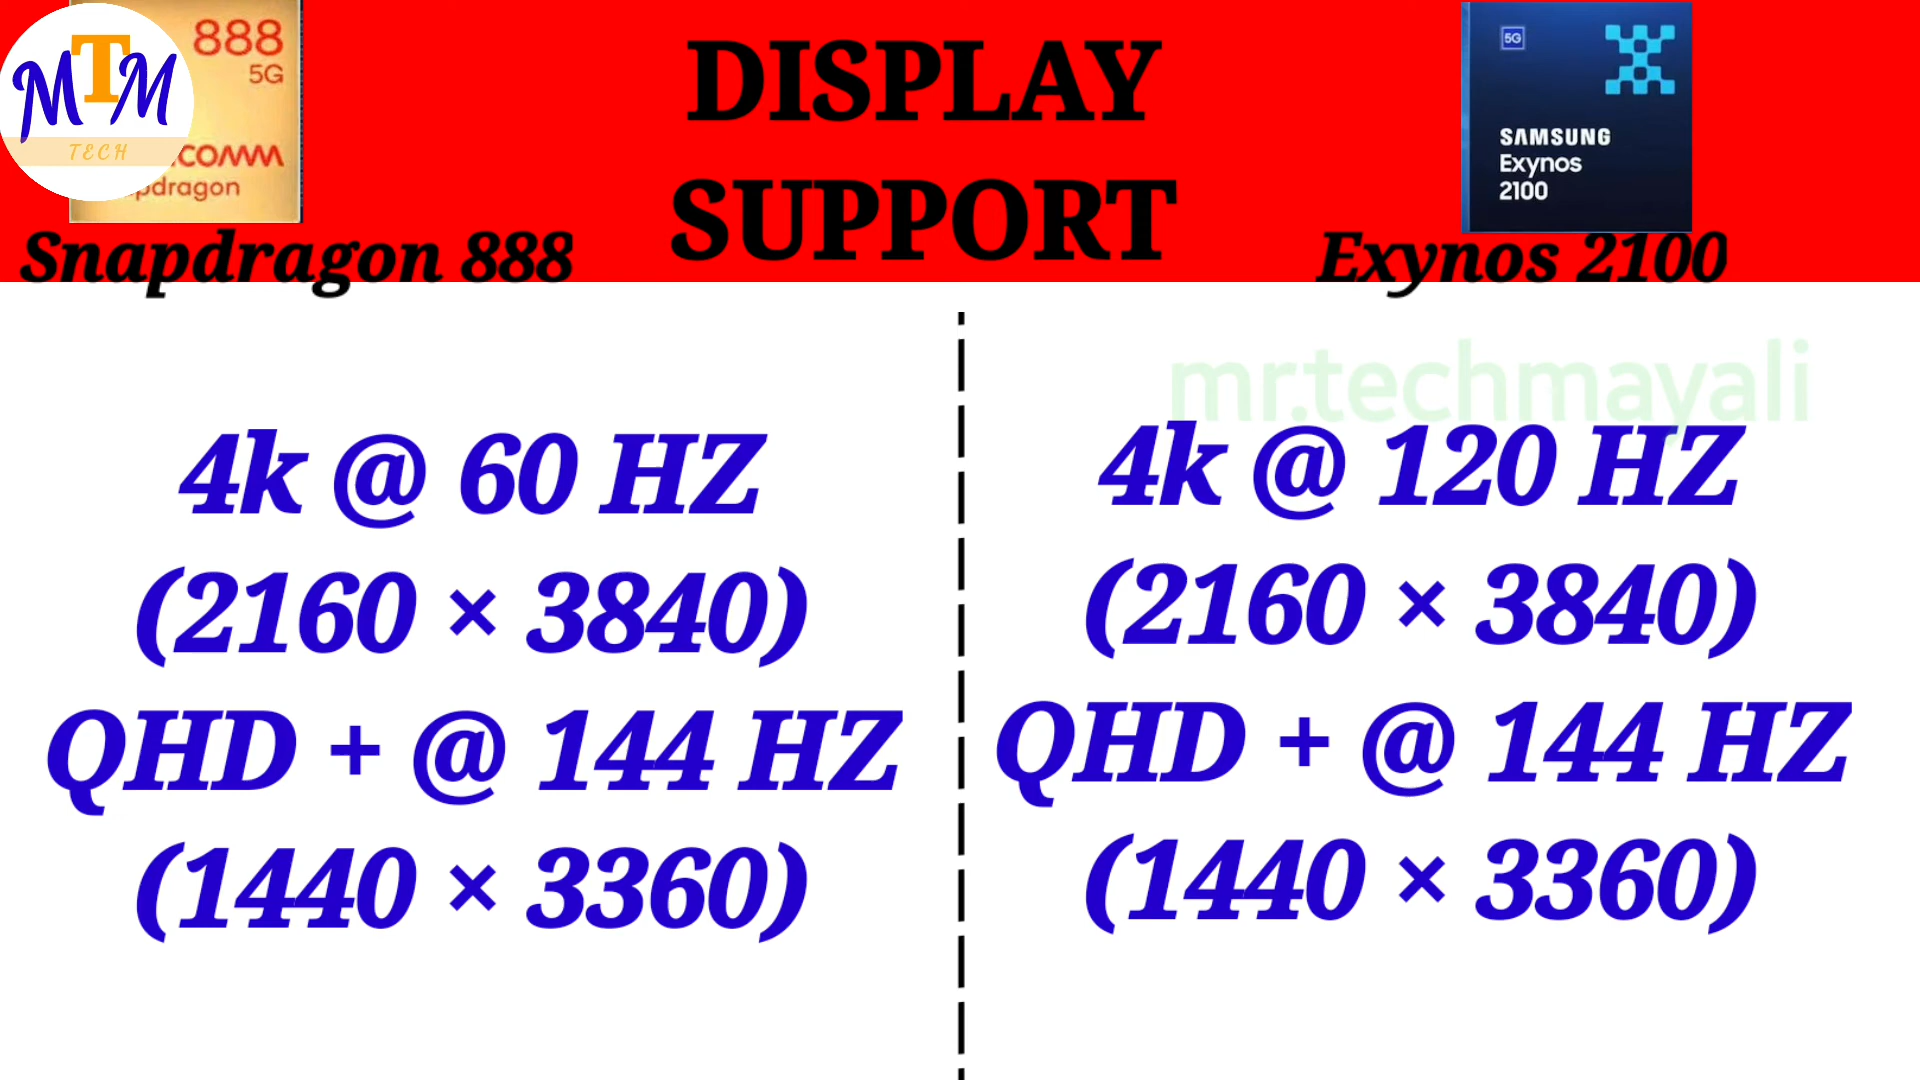 888
5G
MTM
TECH
COMM
pdragon
DISPLAY
SUPPORT
5G
SAMSUNG
Exynos
2100
Snapdragon 888
Exynos 2100
mr.techmayali
4k @ 60 HZ
(2160 × 3840)
QHD + @ 144 HZ
(1440 × 3360)
4k @ 120 HZ
(2160 × 3840)
QHD + @ 144 HZ
(1440 × 3360)